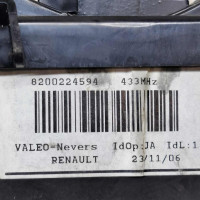 8200224594 433MHz
VALEO-Nevers IdOp:JA IdL:1
RENAULT 23/11/06